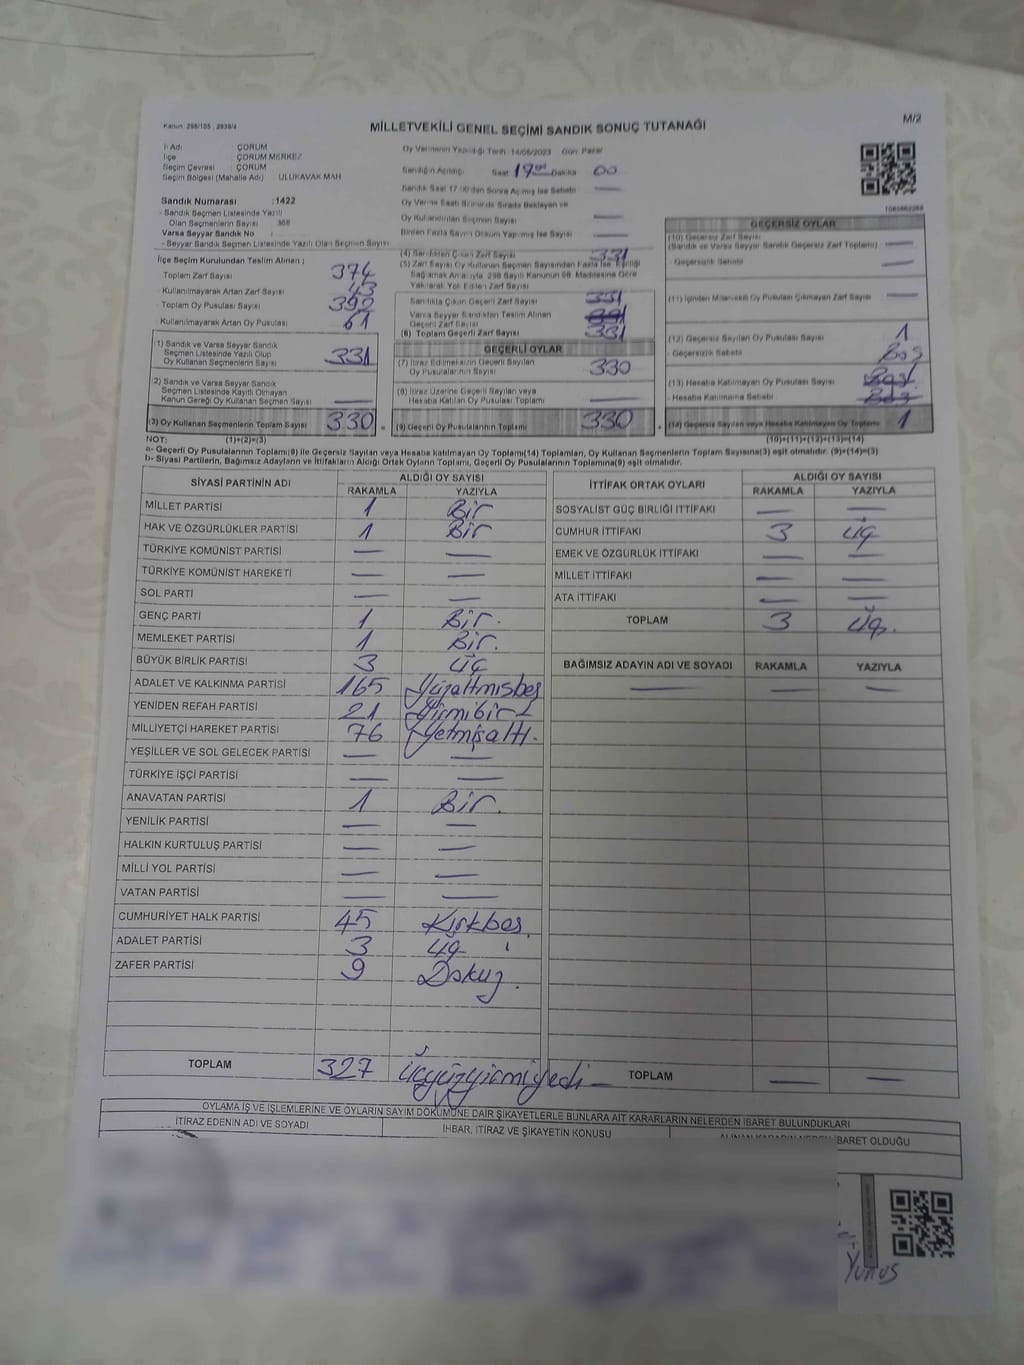 Kanun: 298/105 , 2839/4
MİLLETVEKİLİ GENEL SEÇİMİ SANDIK SONUÇ TUTANAĞI
M/2
İl Adı : ÇORUM
İlçe : ÇORUM MERKEZ
Seçim Çevresi : ÇORUM
Seçim Bölgesi (Mahalle Adı) : ULUKAVAK MAH
Sandık Numarası :1422
- Sandık Seçmen Listesinde Yazılı
Olan Seçmenlerin Sayısı :
Varsa Seyyar Sandık No :
- Seyyar Sandık Seçmen Listesinde Yazılı Olan Seçmen Sayısı :
İlçe Seçim Kurulundan Teslim Alınan ;
Toplam Zarf Sayısı 374
- Kullanılmayarak Artan Zarf Sayısı 43
- Toplam Oy Pusulası Sayısı 392
Kullanılmayarak Artan Oy Pusulası 61
(1) Sandık ve Varsa Seyyar Sandık
Seçmen Listesinde Yazılı Olup
Oy Kullanan Seçmenlerin Sayısı 331
(2) Sandık ve Varsa Seyyar Sandık
Seçmen Listesinde Kayıtlı Olmayan
Kanun Gereği Oy Kullanan Seçmen Sayısı —
(3) Oy Kullanan Seçmenlerin Toplam Sayısı 330
Oy Vermenin Yapıldığı Tarih :14/05/2023 Gün: Pazar
Sandığın Açıldığı Saat 17:00 Dakika 00
Sandık Saat 17:00'den Sonra Açılmış İse Sebebi —
Oy Verme Saati Bitiminde Sırada Bekleyen ve
Oy Kullandırılan Seçmen Sayısı —
Birden Fazla Sayım Döküm Yapılmış İse Sayısı —
(4) Sandıktan Çıkan Zarf Sayısı 331
(5) Zarf Sayısı Oy Kullanan Seçmen Sayısından Fazla İse, Eşitliği
Sağlamak Amacıyla, 298 Sayılı Kanunun 98. Maddesine Göre
Yakılarak Yok Edilen Zarf Sayısı
Sandıkta Çıkan Geçerli Zarf Sayısı 331
Varsa Seyyar Sandıktan Teslim Alınan
Geçerli Zarf Sayısı
(6) Toplam Geçerli Zarf Sayısı 331
GEÇERLİ OYLAR
(7) İtiraz Edilmeksizin Geçerli Sayılan
Oy Pusulalarının Sayısı 330
(8) İtiraz Üzerine Geçerli Sayılan veya
Hesaba Katılan Oy Pusulası Toplamı —
(9) Geçerli Oy Pusulalarının Toplamı 330
GEÇERSİZ OYLAR
(10) Geçersiz Zarf Sayısı
(Sandık ve Varsa Seyyar Sandık Geçersiz Zarf Toplamı) —
- Geçersizlik Sebebi —
(11) İçinden Milletvekili Oy Pusulası Çıkmayan Zarf Sayısı —
(12) Geçersiz Sayılan Oy Pusulası Sayısı 1
- Geçersizlik Sebebi Boş
(13) Hesaba Katılmayan Oy Pusulası Sayısı
- Hesaba Katılmama Sebebi
(14) Geçersiz Sayılan veya Hesaba Katılmayan Oy Toplamı 1
NOT: (1)+(2)=(3) (10)+(11)+(12)+(13)=(14)
a- Geçerli Oy Pusulalarının Toplamı(9) ile Geçersiz Sayılan veya Hesaba katılmayan Oy Toplam(14) Toplamları, Oy Kullanan Seçmenlerin Toplam Sayısına(3) eşit olmalıdır. (9)+(14)=(3)
b- Siyasi Partilerin, Bağımsız Adayların ve İttifakların Aldığı Ortak Oyların Toplamı, Geçerli Oy Pusulalarının Toplamına(9) eşit olmalıdır.
SİYASİ PARTİNİN ADI ALDIĞI OY SAYISI
RAKAMLA YAZIYLA
MİLLET PARTİSİ 1 Bir
HAK VE ÖZGÜRLÜKLER PARTİSİ 1 Bir
TÜRKİYE KOMÜNİST PARTİSİ — —
TÜRKİYE KOMÜNİST HAREKETİ — —
SOL PARTİ — —
GENÇ PARTİ 1 Bir.
MEMLEKET PARTİSİ 1 Bir.
BÜYÜK BİRLİK PARTİSİ 3 üç
ADALET VE KALKINMA PARTİSİ 165 Yüzaltmışbeş
YENİDEN REFAH PARTİSİ 21 Yirmibir
MİLLİYETÇİ HAREKET PARTİSİ 76 Yetmişaltı.
YEŞİLLER VE SOL GELECEK PARTİSİ — —
TÜRKİYE İŞÇİ PARTİSİ — —
ANAVATAN PARTİSİ 1 Bir.
YENİLİK PARTİSİ — —
HALKIN KURTULUŞ PARTİSİ — —
MİLLİ YOL PARTİSİ — —
VATAN PARTİSİ — —
CUMHURİYET HALK PARTİSİ 45 Kırkbeş.
ADALET PARTİSİ 3 üç
ZAFER PARTİSİ 9 Dokuz.
TOPLAM 327 Üçyüzyirmiyedi
İTTİFAK ORTAK OYLARI ALDIĞI OY SAYISI
RAKAMLA YAZIYLA
SOSYALİST GÜÇ BİRLİĞİ İTTİFAKI — —
CUMHUR İTTİFAKI 3 üç
EMEK VE ÖZGÜRLÜK İTTİFAKI — —
MİLLET İTTİFAKI — —
ATA İTTİFAKI — —
TOPLAM 3 üç.
BAĞIMSIZ ADAYIN ADI VE SOYADI RAKAMLA YAZIYLA
— — —
TOPLAM — —
OYLAMA İŞ VE İŞLEMLERİNE VE OYLARIN SAYIM DÖKÜMÜNE DAİR ŞİKAYETLERLE BUNLARA AİT KARARLARIN NELERDEN İBARET BULUNDUKLARI
İTİRAZ EDENİN ADI VE SOYADI İHBAR, İTİRAZ VE ŞİKAYETİN KONUSU ALINAN KARARIN NEDEN İBARET OLDUĞU
Yunus